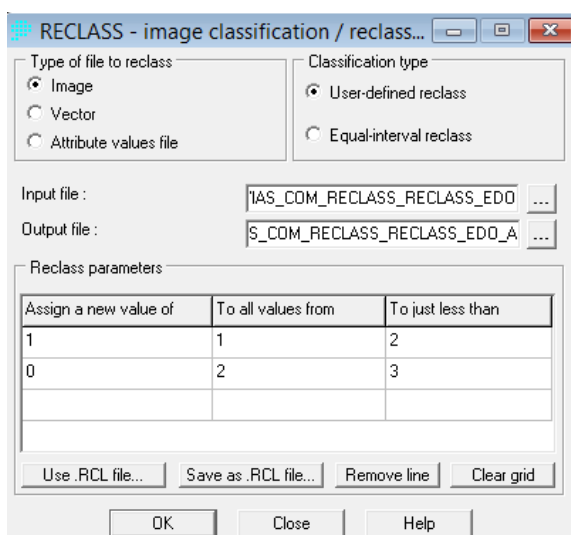 RECLASS - image classification / reclass...
Type of file to reclass
Image
Vector
Attribute values file
Classification type
User-defined reclass
Equal-interval reclass
Input file :
IAS_COM_RECLASS_RECLASS_EDO
...
Output file :
S_COM_RECLASS_RECLASS_EDO_A
...
Reclass parameters
Assign a new value of To all values from To just less than
1 1 2
0 2 3
Use .RCL file... Save as .RCL file... Remove line Clear grid
OK Close Help